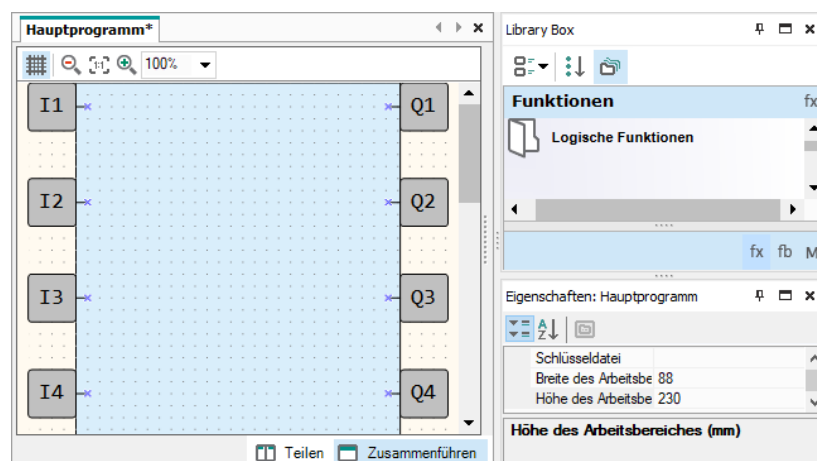 Hauptprogramm*
100%
I1
Q1
I2
Q2
I3
Q3
I4
Q4
Teilen
Zusammenführen
Library Box
Funktionen
fx
Logische Funktionen
fx fb M
Eigenschaften: Hauptprogramm
Schlüsseldatei
Breite des Arbeitsbe 88
Höhe des Arbeitsbe 230
Höhe des Arbeitsbereiches (mm)